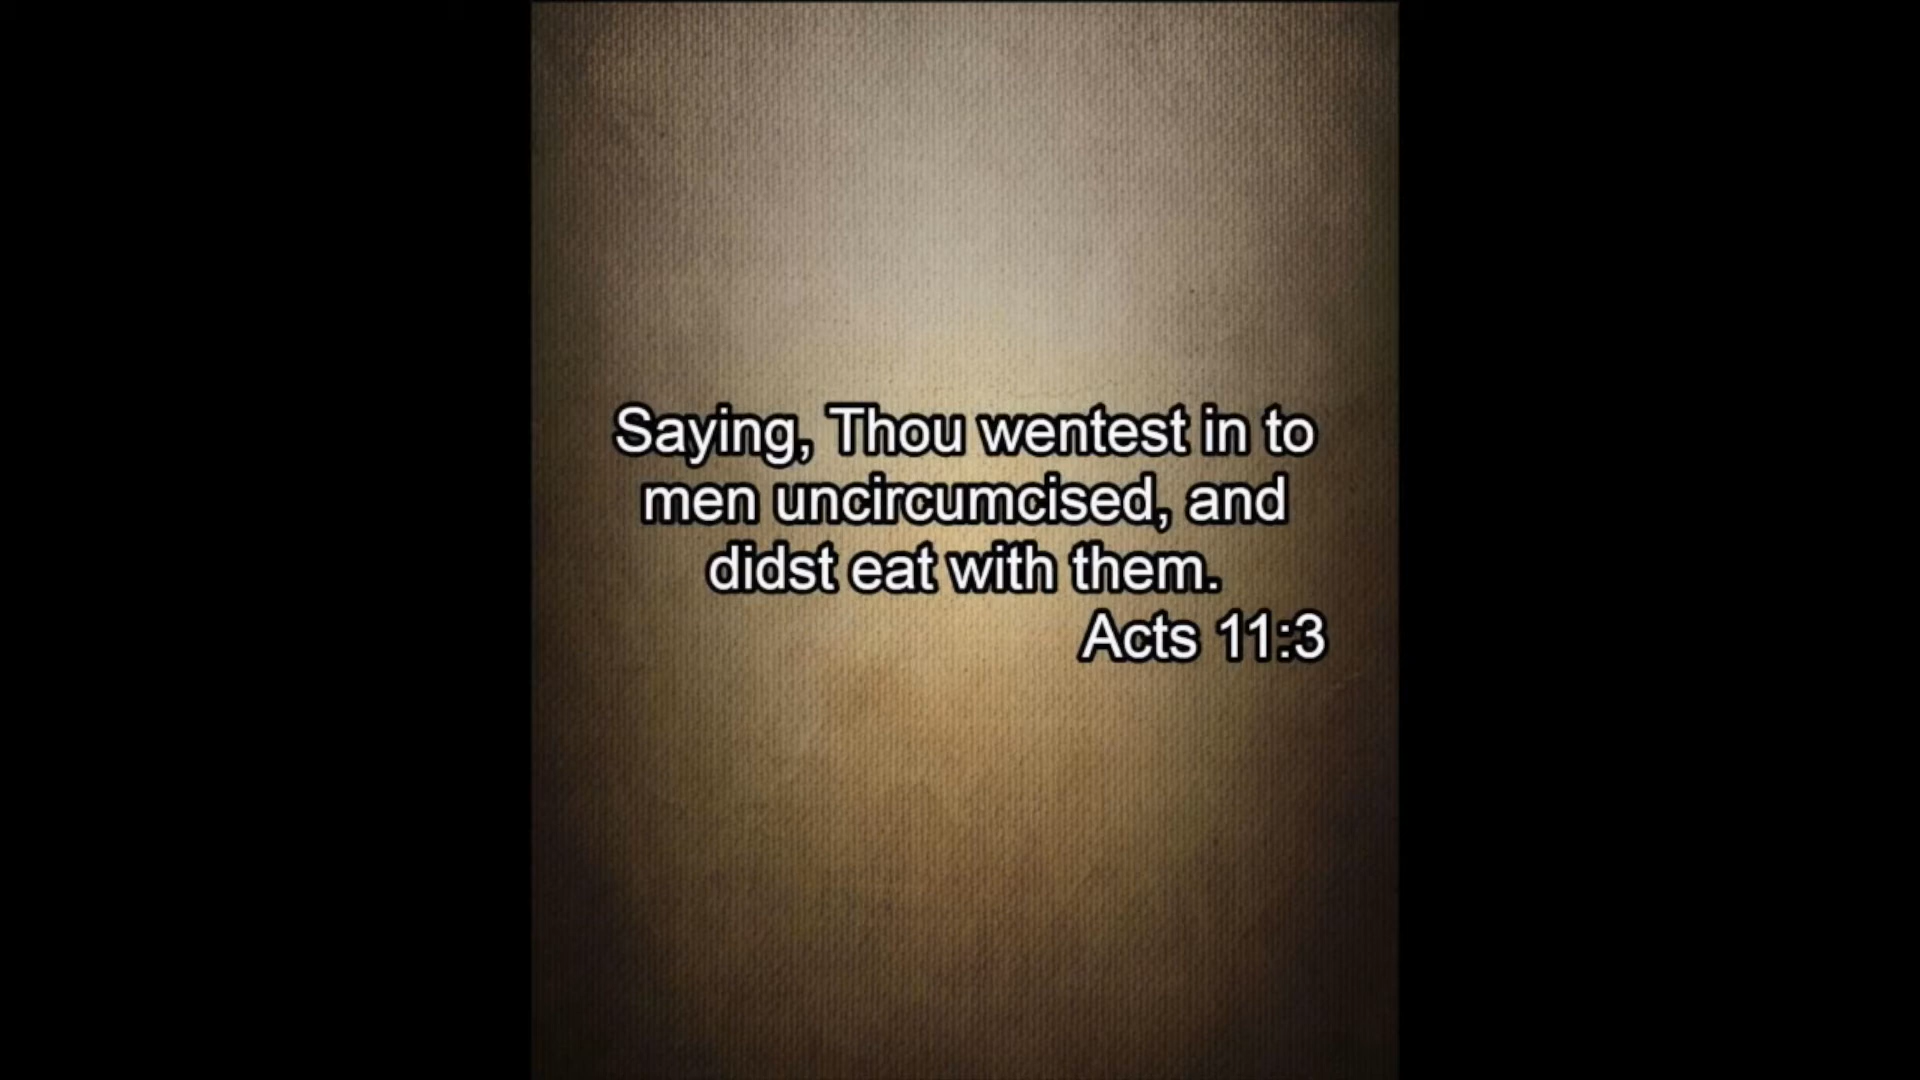 Saying, Thou wentest in to
men uncircumcised, and
didst eat with them.
Acts 11:3